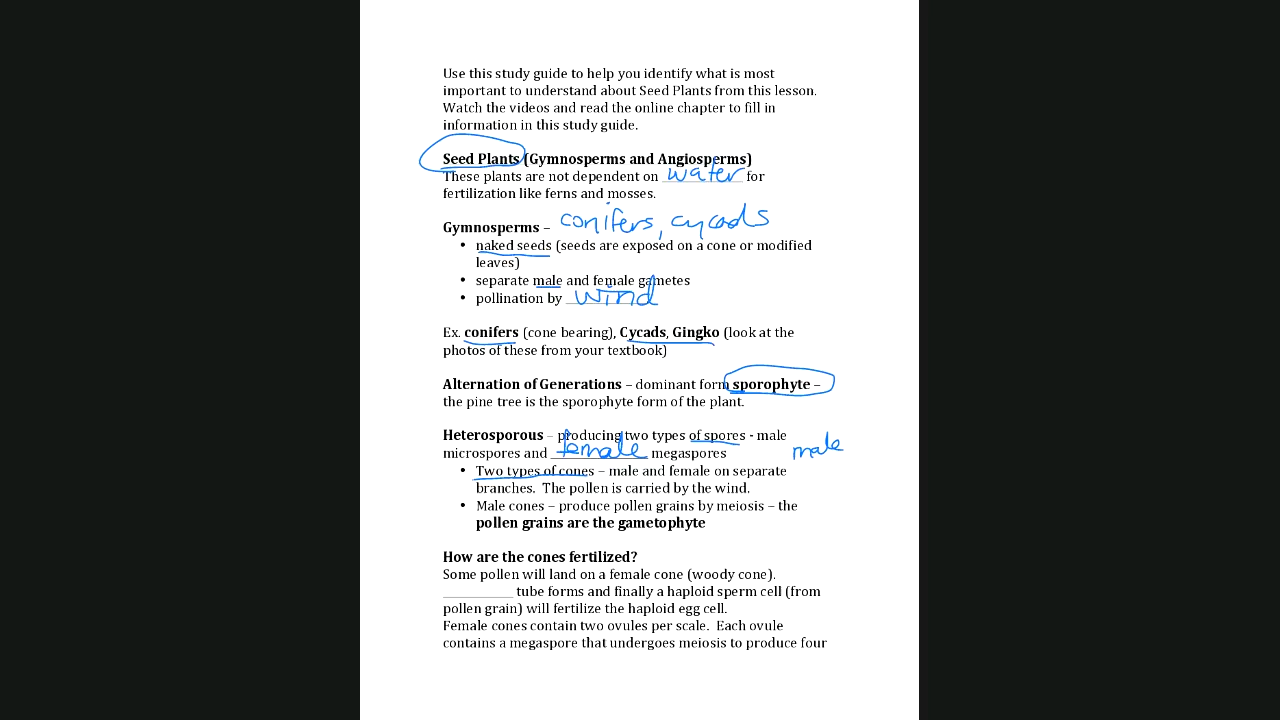 Use this study guide to help you identify what is most
important to understand about Seed Plants from this lesson.
Watch the videos and read the online chapter to fill in
information in this study guide.
Seed Plants (Gymnosperms and Angiosperms)
These plants are not dependent on water for
fertilization like ferns and mosses.
Gymnosperms – conifers, cycads
• naked seeds (seeds are exposed on a cone or modified
leaves)
• separate male and female gametes
• pollination by wind
Ex. conifers (cone bearing), Cycads, Gingko (look at the
photos of these from your textbook)
Alternation of Generations – dominant form sporophyte –
the pine tree is the sporophyte form of the plant.
Heterosporous – producing two types of spores - male
microspores and female megaspores male
• Two types of cones – male and female on separate
branches. The pollen is carried by the wind.
• Male cones – produce pollen grains by meiosis – the
pollen grains are the gametophyte
How are the cones fertilized?
Some pollen will land on a female cone (woody cone).
__________ tube forms and finally a haploid sperm cell (from
pollen grain) will fertilize the haploid egg cell.
Female cones contain two ovules per scale. Each ovule
contains a megaspore that undergoes meiosis to produce four